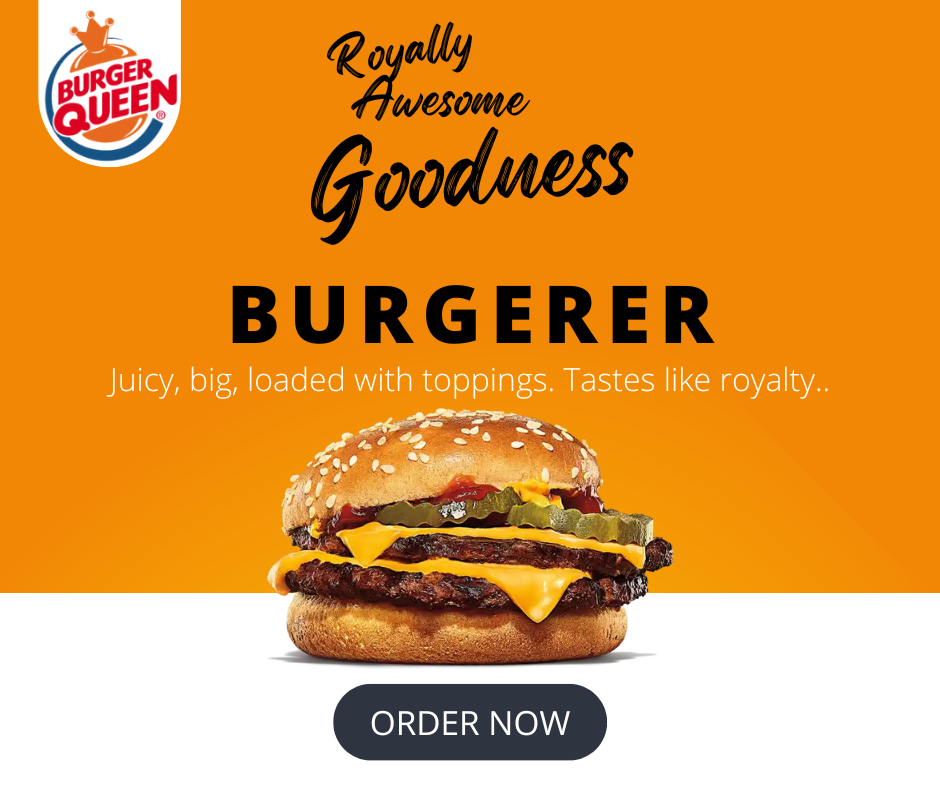 BURGER
QUEEN®
Royally
Awesome
Goodness
BURGERER
Juicy, big, loaded with toppings. Tastes like royalty..
ORDER NOW